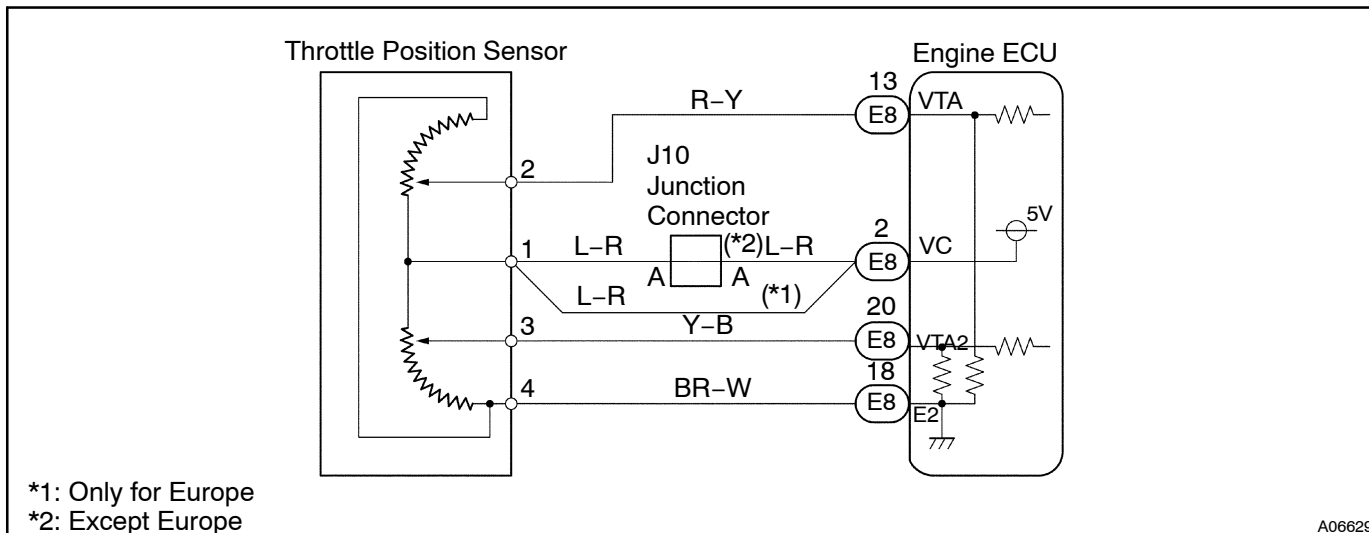 Throttle Position Sensor
Engine ECU
13
R–Y
E8
VTA
2
J10
Junction
Connector
5V
1
L–R
(*2)
L–R
2
E8
VC
A
A
L–R
(*1)
20
3
Y–B
E8
VTA2
18
4
BR–W
E8
E2
*1: Only for Europe
*2: Except Europe
A06629